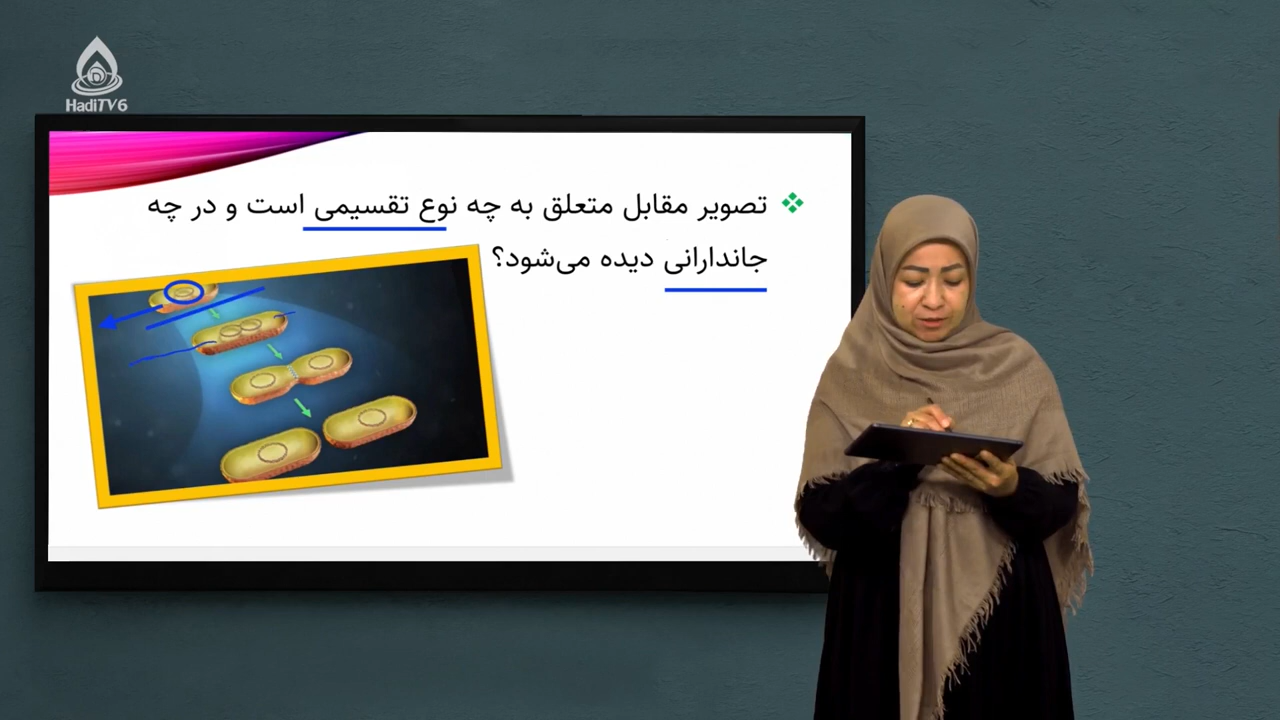 HadiTV6
تصویر مقابل متعلق به چه نوع تقسیمی است و در چه
جاندارانی دیده می‌شود؟